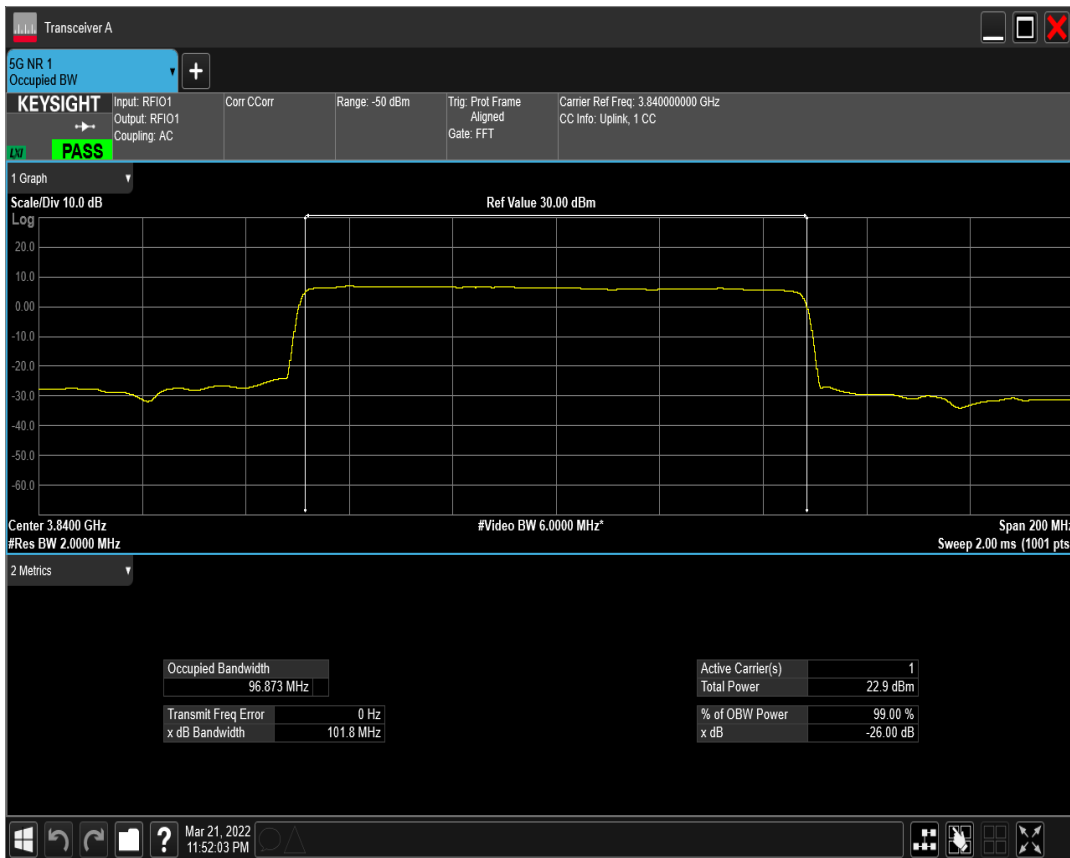 Transceiver A
5G NR 1
Occupied BW
KEYSIGHT
LXI
PASS
Input: RFIO1
Output: RFIO1
Coupling: AC
Corr CCorr
Range: -50 dBm
Trig: Prot Frame
Aligned
Gate: FFT
Carrier Ref Freq: 3.840000000 GHz
CC Info: Uplink, 1 CC
1 Graph
Scale/Div 10.0 dB
Ref Value 30.00 dBm
Log
20.0
10.0
0.00
-10.0
-20.0
-30.0
-40.0
-50.0
-60.0
Center 3.8400 GHz
#Video BW 6.0000 MHz*
Span 200 MHz
#Res BW 2.0000 MHz
Sweep 2.00 ms (1001 pts
2 Metrics
Occupied Bandwidth
96.873 MHz
Transmit Freq Error 0 Hz
x dB Bandwidth 101.8 MHz
Active Carrier(s) 1
Total Power 22.9 dBm
% of OBW Power 99.00 %
x dB -26.00 dB
?
Mar 21, 2022
11:52:03 PM